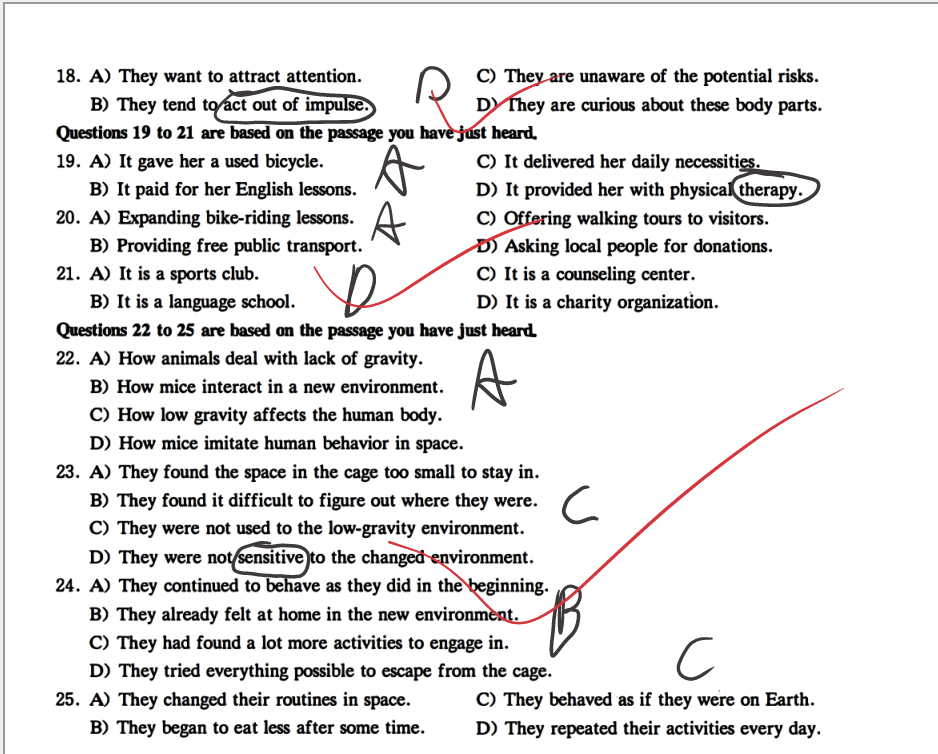 18. A) They want to attract attention. C) They are unaware of the potential risks.
B) They tend to act out of impulse. D D) They are curious about these body parts.
Questions 19 to 21 are based on the passage you have just heard.
19. A) It gave her a used bicycle. A C) It delivered her daily necessities.
B) It paid for her English lessons. D) It provided her with physical therapy.
20. A) Expanding bike-riding lessons. A C) Offering walking tours to visitors.
B) Providing free public transport. D) Asking local people for donations.
21. A) It is a sports club. D C) It is a counseling center.
B) It is a language school. D) It is a charity organization.
Questions 22 to 25 are based on the passage you have just heard.
22. A) How animals deal with lack of gravity.
B) How mice interact in a new environment. A
C) How low gravity affects the human body.
D) How mice imitate human behavior in space.
23. A) They found the space in the cage too small to stay in.
B) They found it difficult to figure out where they were. C
C) They were not used to the low-gravity environment.
D) They were not sensitive to the changed environment.
24. A) They continued to behave as they did in the beginning.
B) They already felt at home in the new environment. B
C) They had found a lot more activities to engage in.
D) They tried everything possible to escape from the cage. C
25. A) They changed their routines in space. C) They behaved as if they were on Earth.
B) They began to eat less after some time. D) They repeated their activities every day.